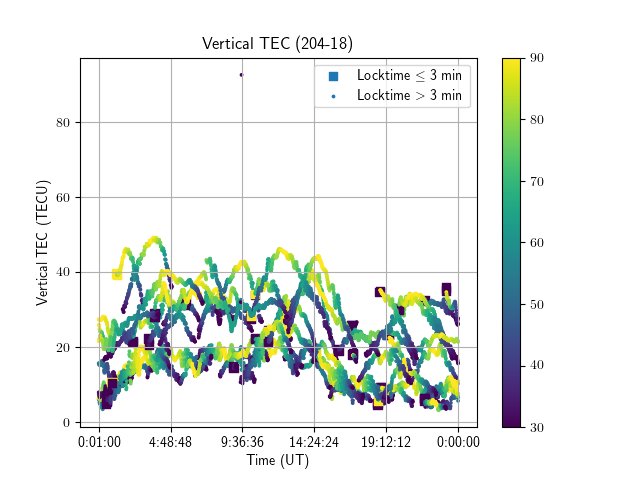 Vertical TEC (204-18)
Locktime ≤ 3 min
Locktime > 3 min
90
80
70
60
50
40
30
80
60
40
20
0
Vertical TEC (TECU)
0:01:00 4:48:48 9:36:36 14:24:24 19:12:12 0:00:00
Time (UT)